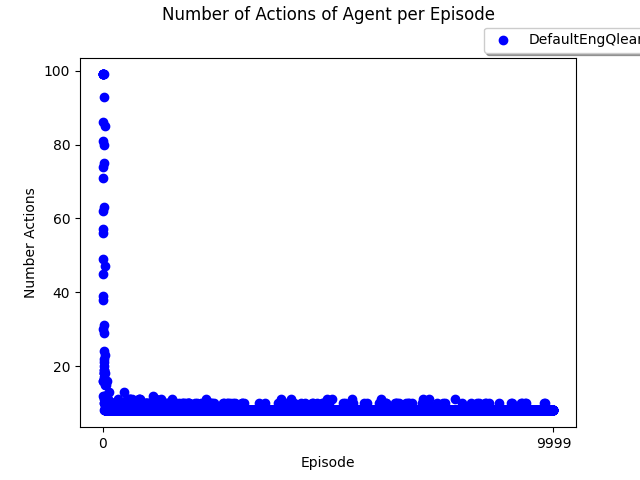 Number of Actions of Agent per Episode
DefaultEngQlear
100
80
60
40
20
Number Actions
0
9999
Episode